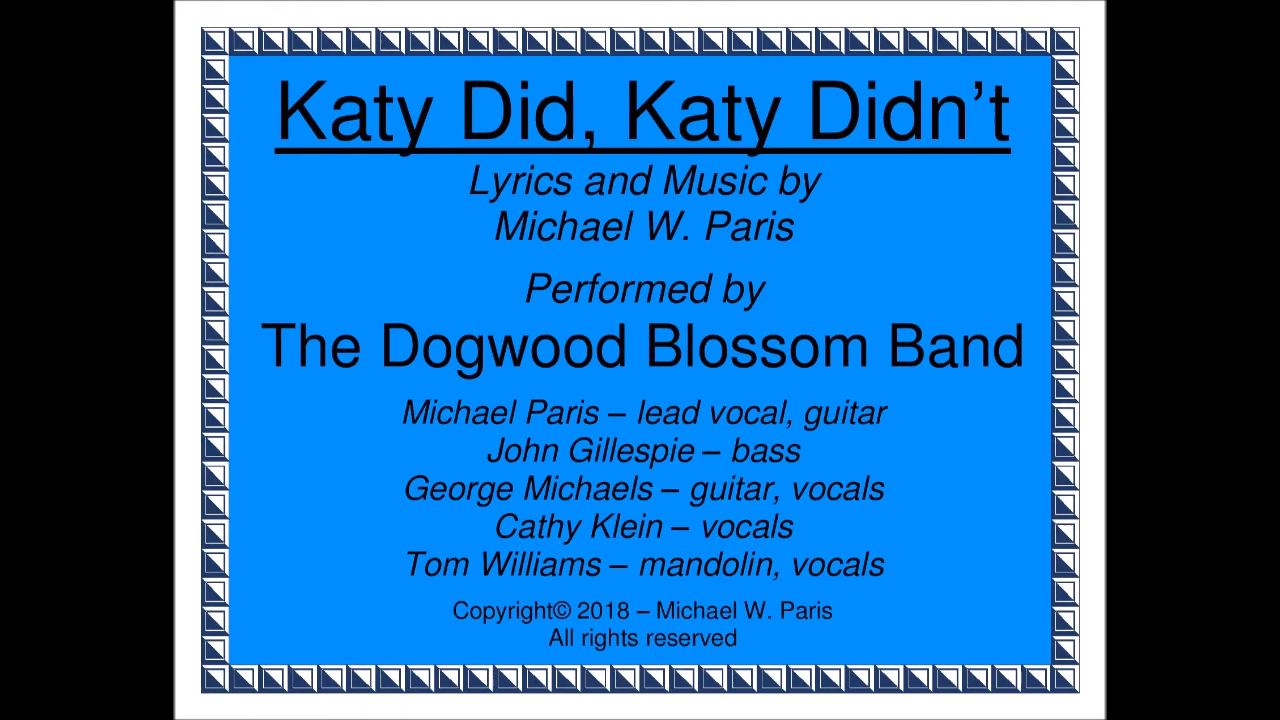 Katy Did, Katy Didn’t
Lyrics and Music by
Michael W. Paris
Performed by
The Dogwood Blossom Band
Michael Paris – lead vocal, guitar
John Gillespie – bass
George Michaels – guitar, vocals
Cathy Klein – vocals
Tom Williams – mandolin, vocals
Copyright© 2018 – Michael W. Paris
All rights reserved